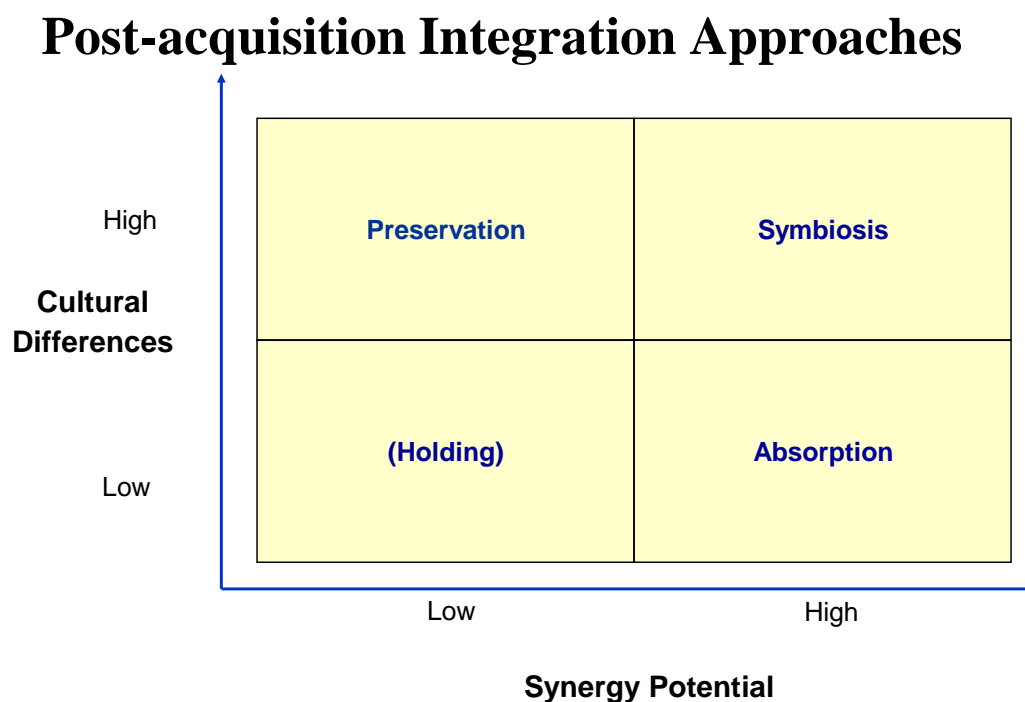 Post-acquisition Integration Approaches
High
Preservation
Symbiosis
Cultural
Differences
(Holding)
Absorption
Low
Low
High
Synergy Potential